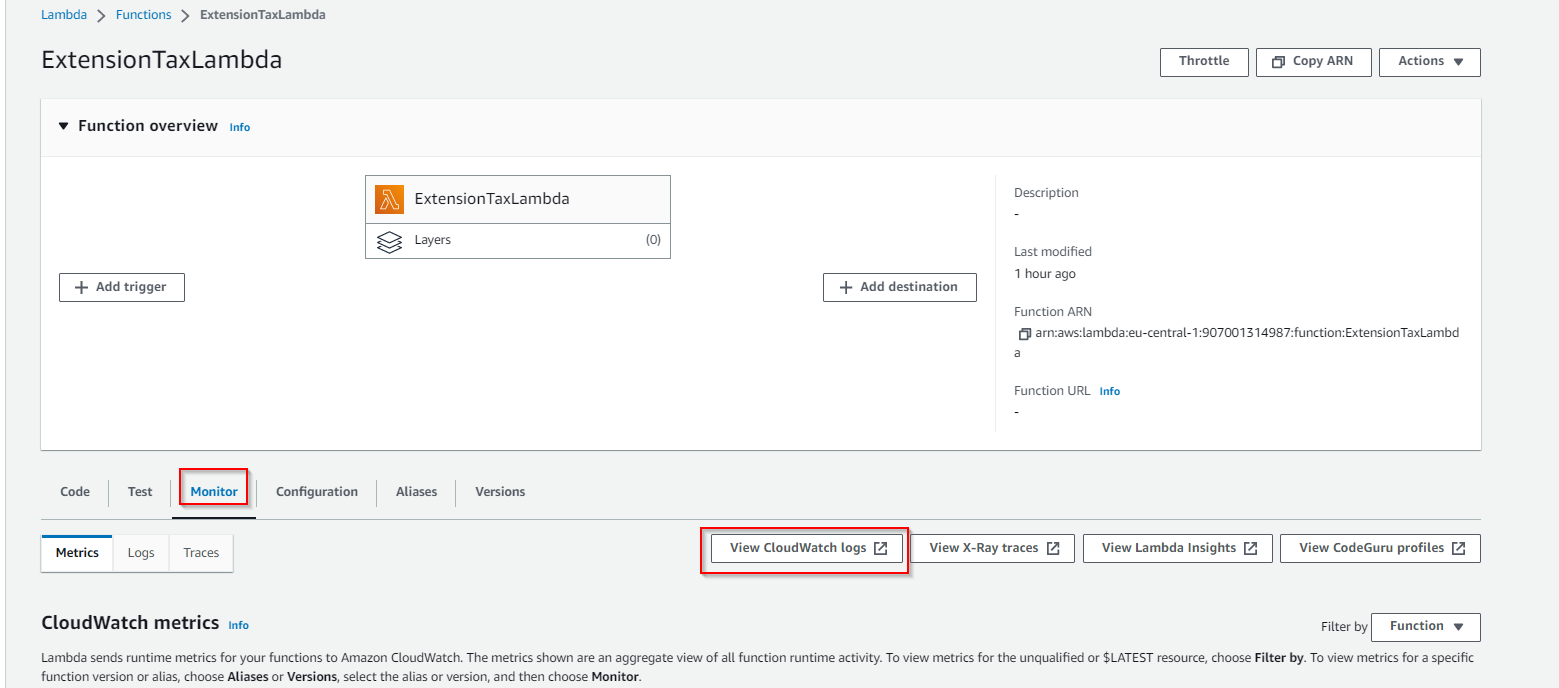 Lambda > Functions > ExtensionTaxLambda
ExtensionTaxLambda
Throttle Copy ARN Actions
Function overview Info
ExtensionTaxLambda
Layers (0)
Add trigger
Add destination
Description
-
Last modified
1 hour ago
Function ARN
arn:aws:lambda:eu-central-1:907001314987:function:ExtensionTaxLambd
a
Function URL Info
-
Code Test Monitor Configuration Aliases Versions
Metrics Logs Traces View CloudWatch logs View X-Ray traces View Lambda Insights View CodeGuru profiles
CloudWatch metrics Info
Filter by Function
Lambda sends runtime metrics for your functions to Amazon CloudWatch. The metrics shown are an aggregate view of all function runtime activity. To view metrics for the unqualified or $LATEST resource, choose Filter by. To view metrics for a specific
function version or alias, choose Aliases or Versions, select the alias or version, and then choose Monitor.